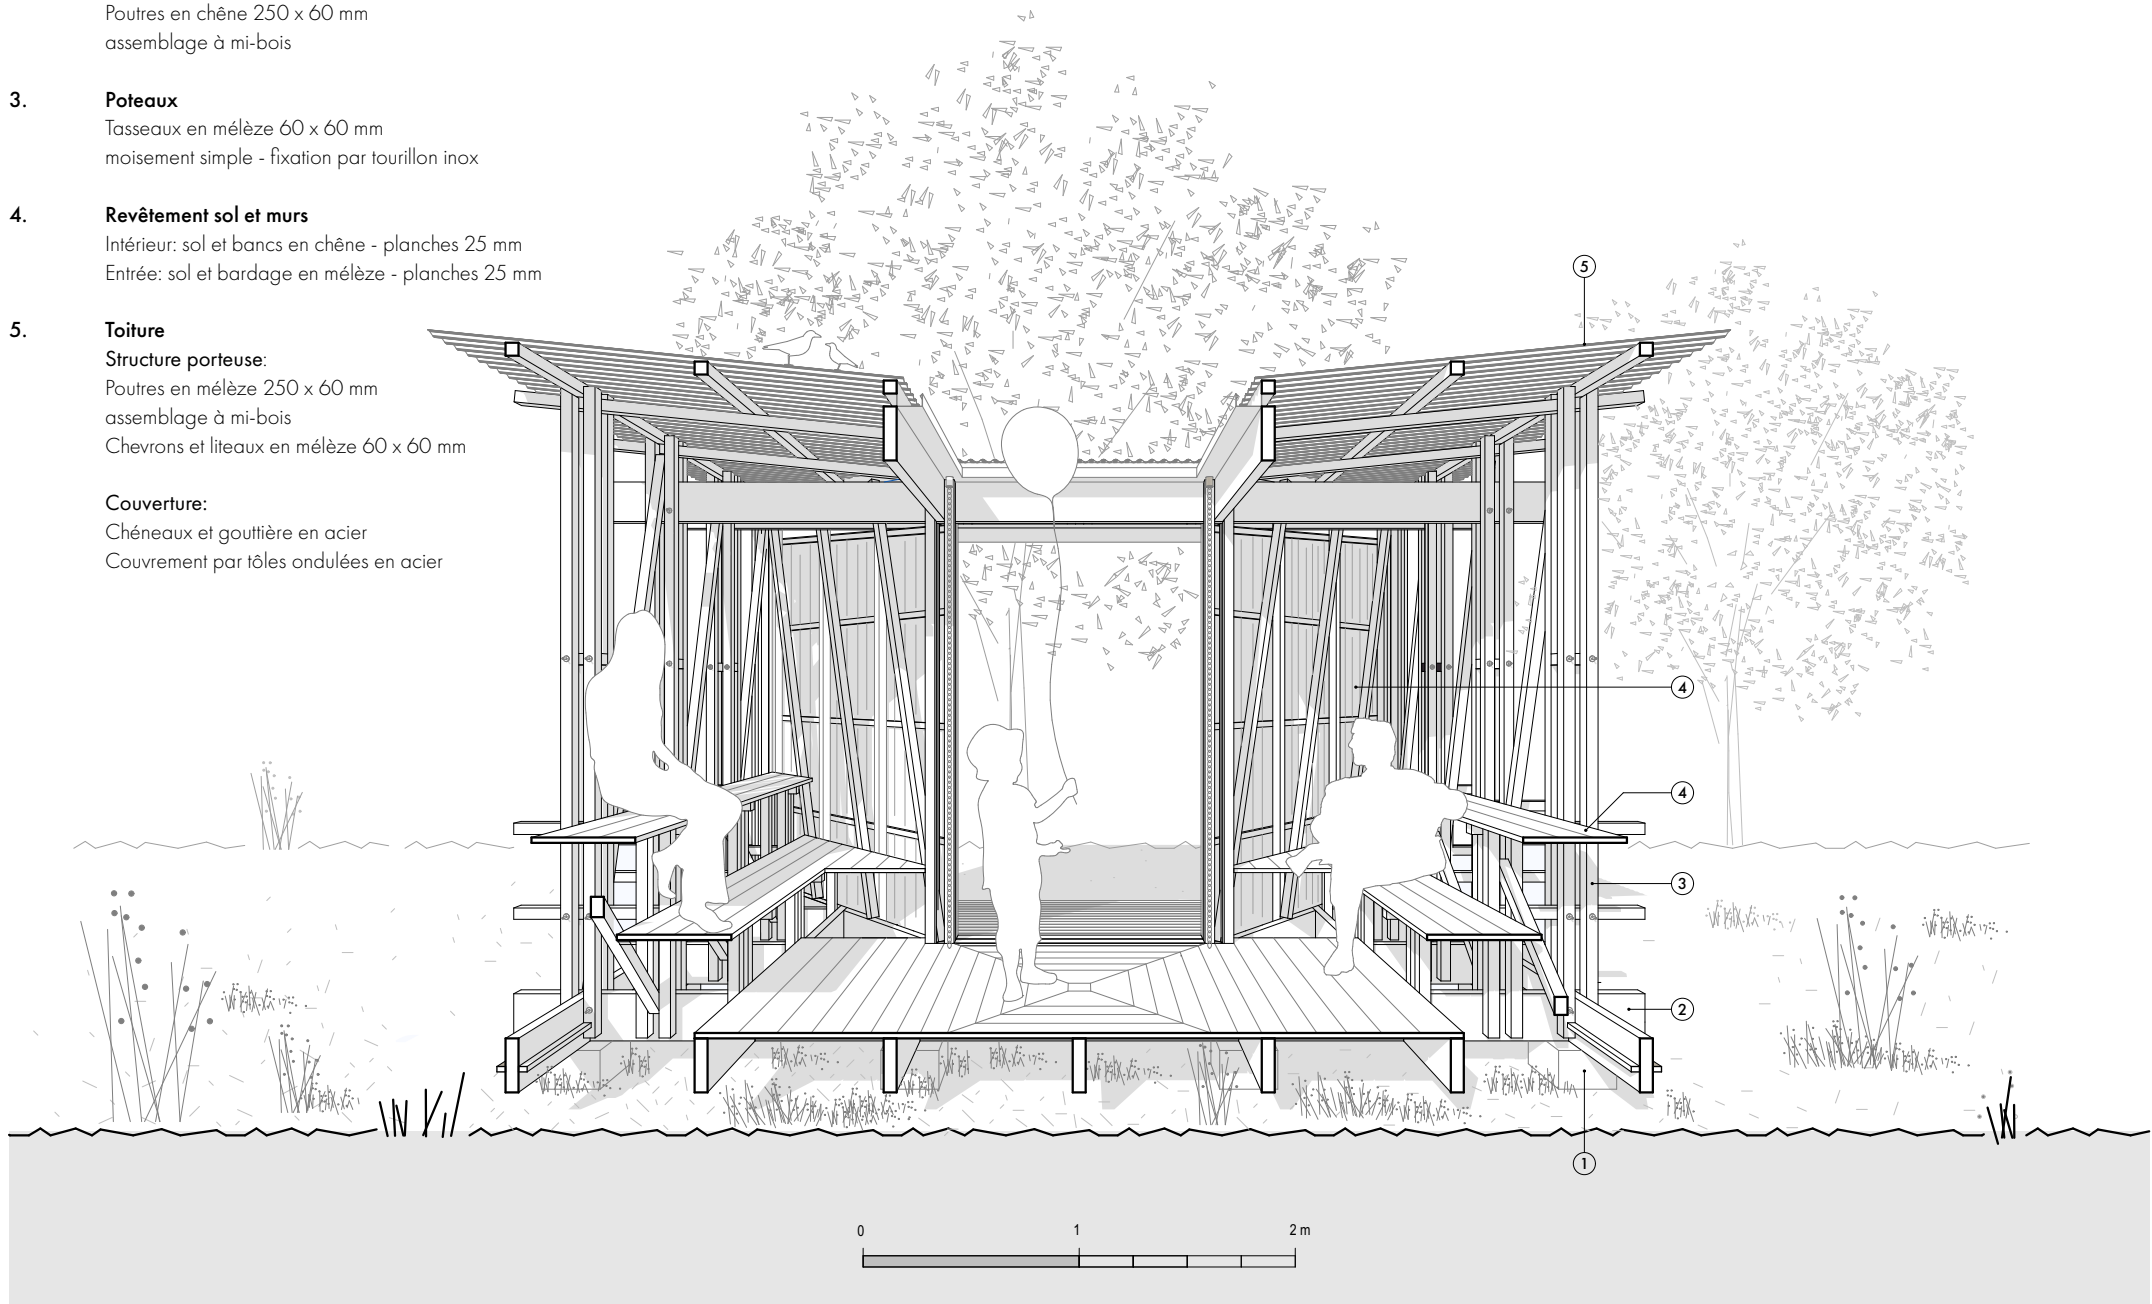 Poutres en chêne 250 x 60 mm
assemblage à mi-bois
3. Poteaux
Tasseaux en mélèze 60 x 60 mm
moisement simple - fixation par tourillon inox
4. Revêtement sol et murs
Intérieur: sol et bancs en chêne - planches 25 mm
Entrée: sol et bardage en mélèze - planches 25 mm
5. Toiture
Structure porteuse:
Poutres en mélèze 250 x 60 mm
assemblage à mi-bois
Chevrons et liteaux en mélèze 60 x 60 mm
Couverture:
Chéneaux et gouttière en acier
Couvrement par tôles ondulées en acier
5
4
4
3
2
1
0 1 2 m